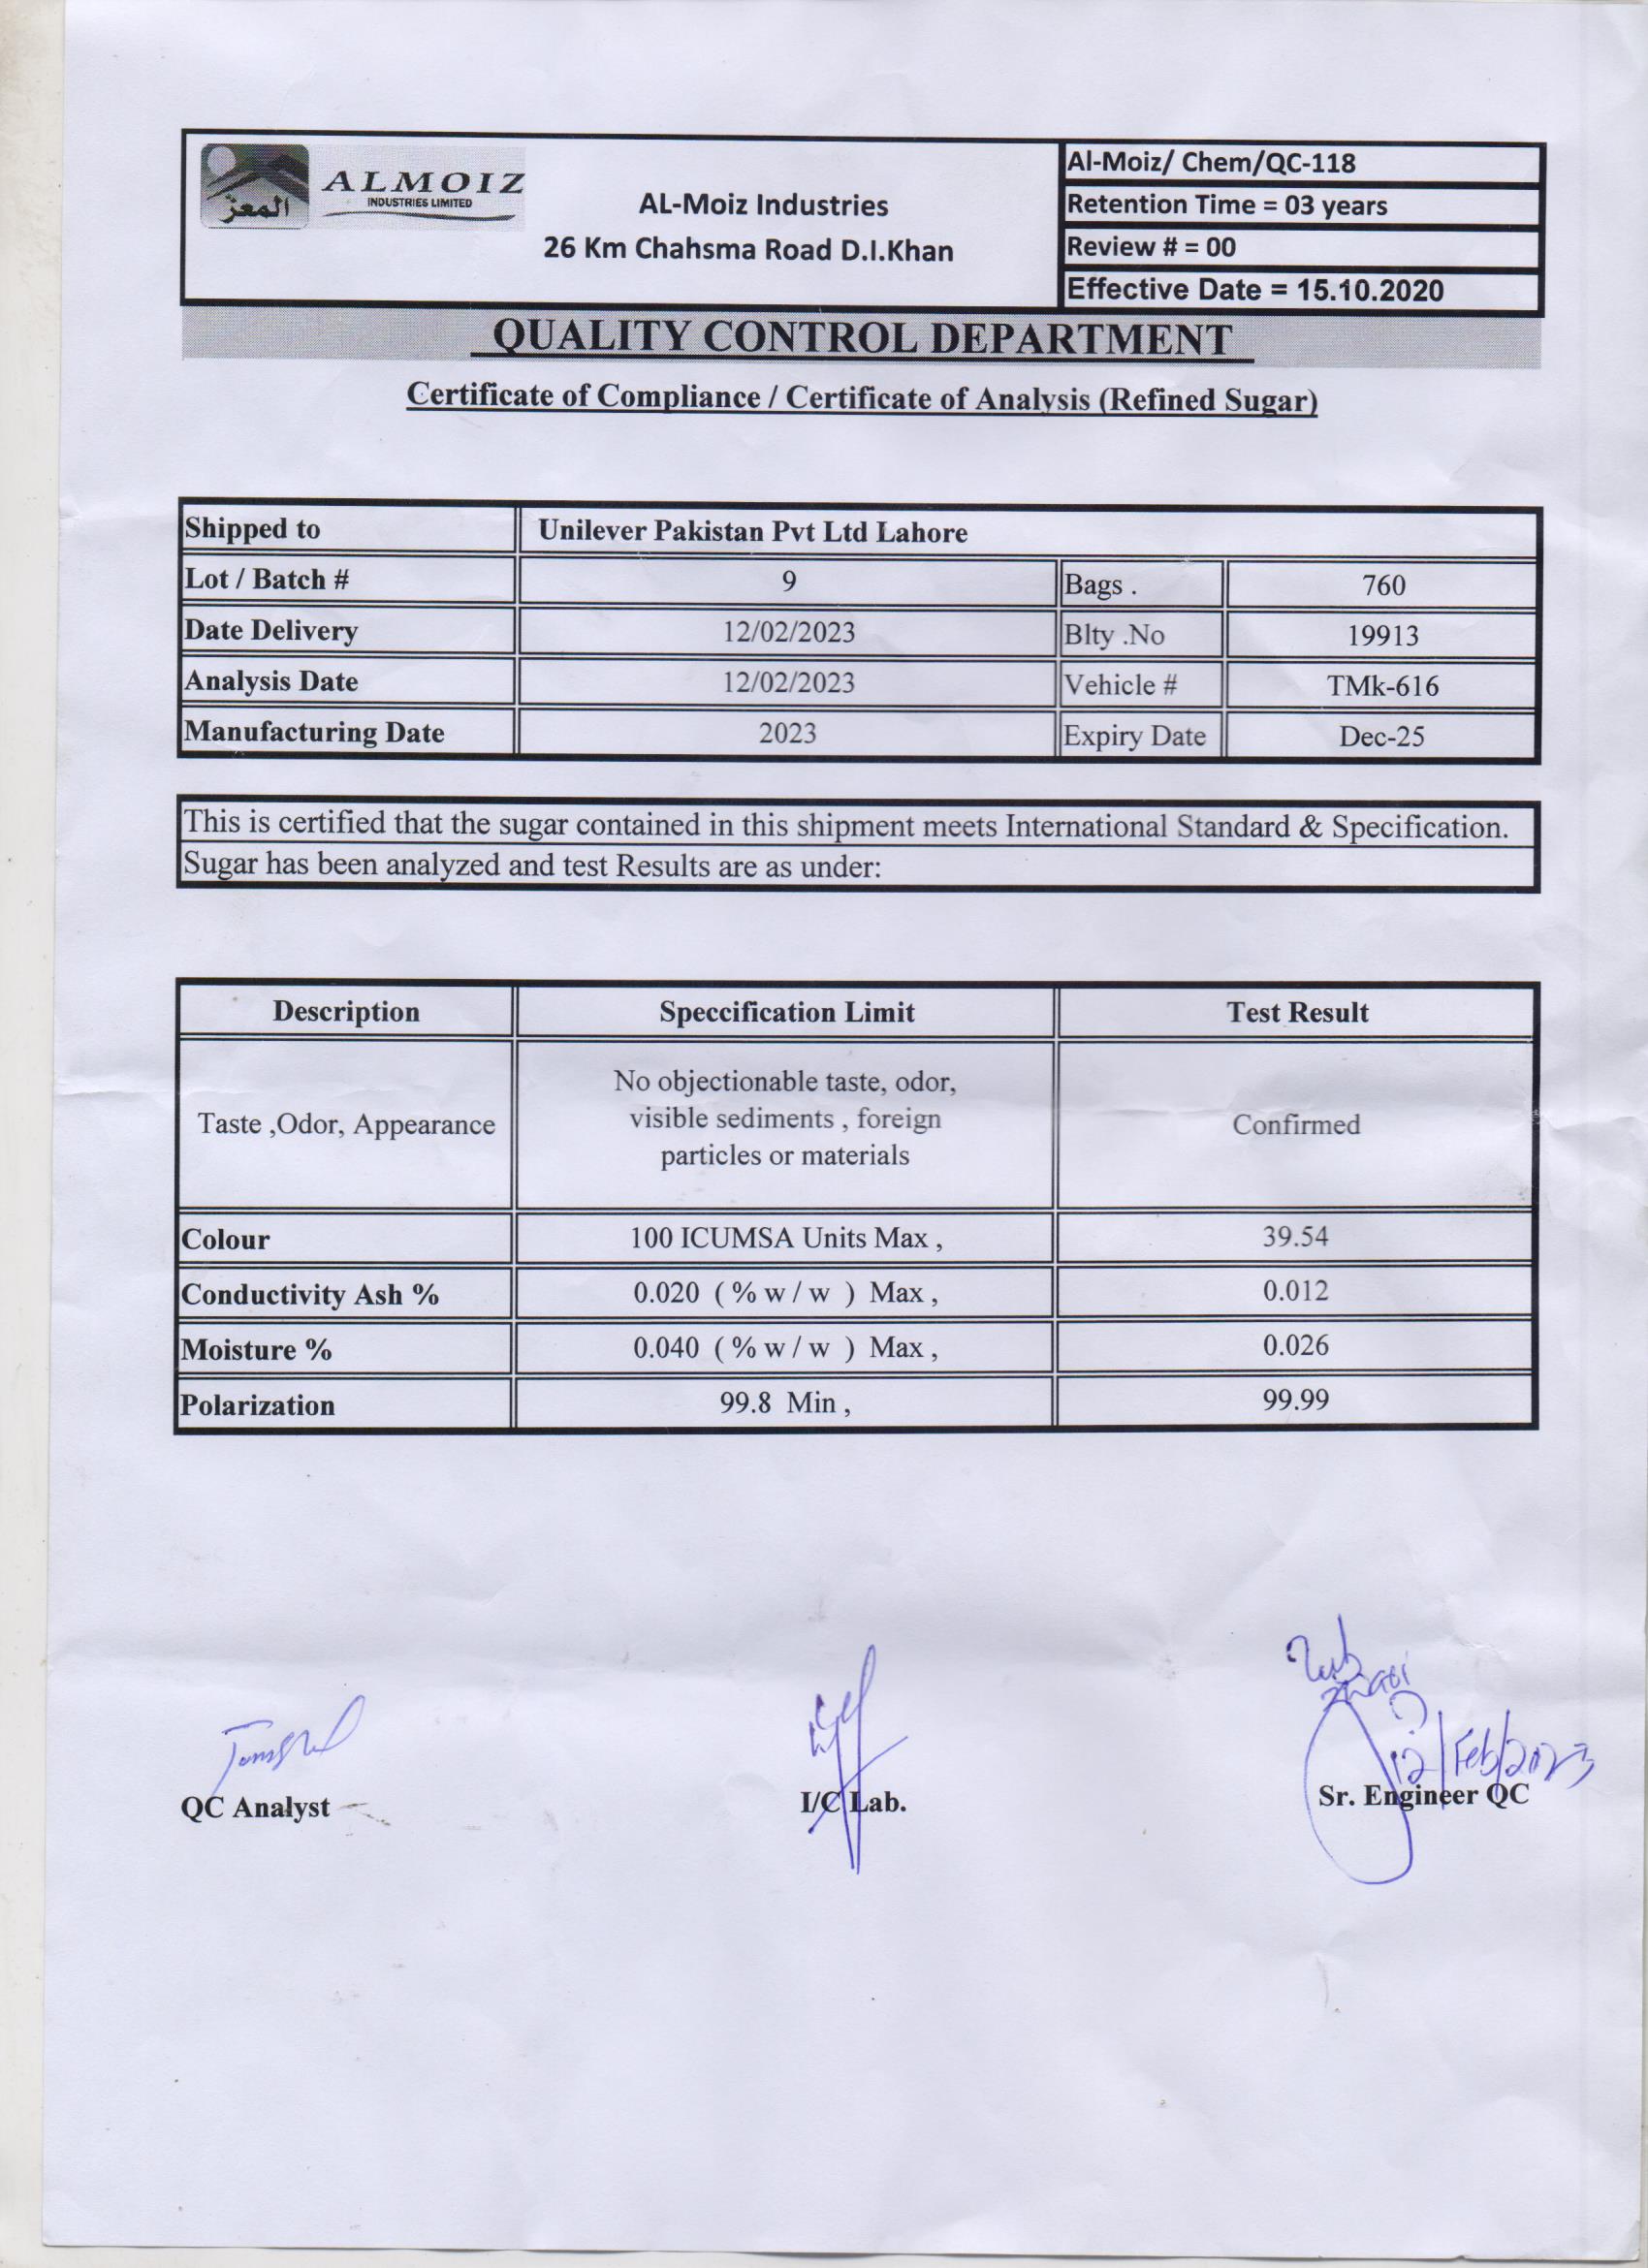 المعز
ALMOIZ
INDUSTRIES LIMITED
AL-Moiz Industries
26 Km Chahsma Road D.I.Khan
Al-Moiz/ Chem/QC-118
Retention Time = 03 years
Review # = 00
Effective Date = 15.10.2020
QUALITY CONTROL DEPARTMENT
Certificate of Compliance / Certificate of Analysis (Refined Sugar)
Shipped to Unilever Pakistan Pvt Ltd Lahore
Lot / Batch # 9 Bags . 760
Date Delivery 12/02/2023 Blty .No 19913
Analysis Date 12/02/2023 Vehicle # TMk-616
Manufacturing Date 2023 Expiry Date Dec-25
This is certified that the sugar contained in this shipment meets International Standard & Specification.
Sugar has been analyzed and test Results are as under:
Description Speccification Limit Test Result
Taste ,Odor, Appearance
No objectionable taste, odor,
visible sediments , foreign
particles or materials
Confirmed
Colour 100 ICUMSA Units Max , 39.54
Conductivity Ash % 0.020 ( % w / w ) Max , 0.012
Moisture % 0.040 ( % w / w ) Max , 0.026
Polarization 99.8 Min , 99.99
12/Feb/2023
QC Analyst I/C Lab. Sr. Engineer QC